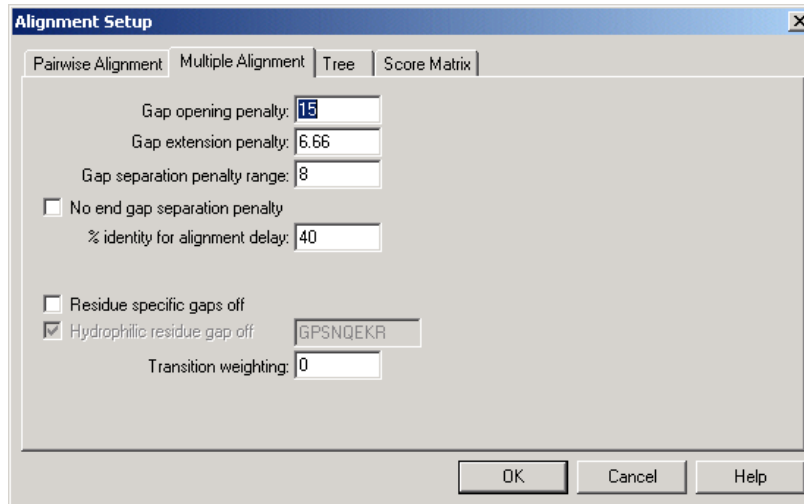 Alignment Setup
Pairwise Alignment Multiple Alignment Tree Score Matrix
Gap opening penalty: 15
Gap extension penalty: 6.66
Gap separation penalty range: 8
No end gap separation penalty
% identity for alignment delay: 40
Residue specific gaps off
Hydrophilic residue gap off GPSNQEKR
Transition weighting: 0
OK Cancel Help